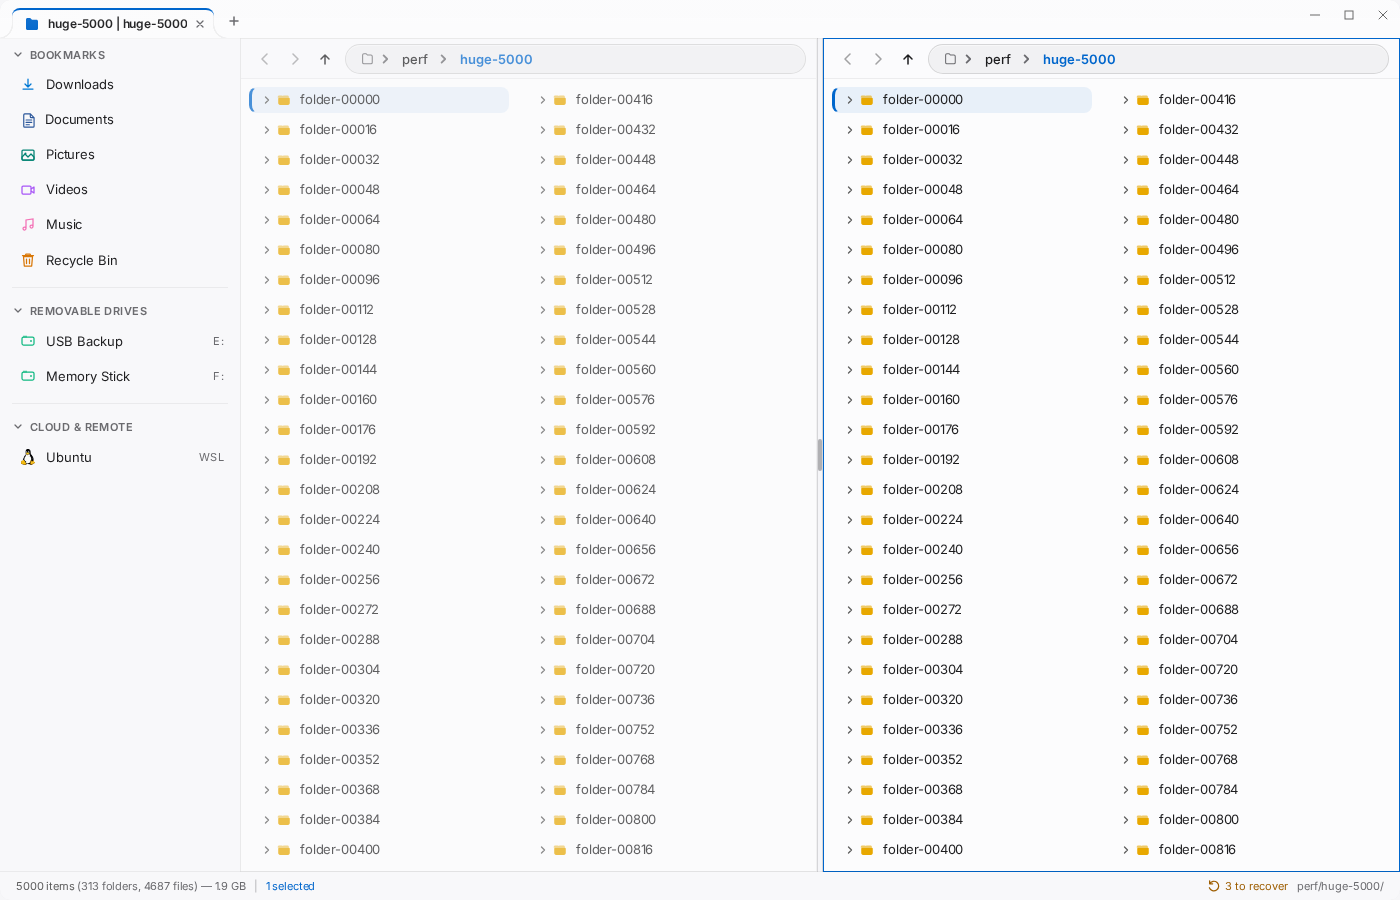 huge-5000 | huge-5000
BOOKMARKS
Downloads
Documents
Pictures
Videos
Music
Recycle Bin
REMOVABLE DRIVES
USB Backup E:
Memory Stick F:
CLOUD & REMOTE
Ubuntu WSL
perf huge-5000
folder-00000
folder-00016
folder-00032
folder-00048
folder-00064
folder-00080
folder-00096
folder-00112
folder-00128
folder-00144
folder-00160
folder-00176
folder-00192
folder-00208
folder-00224
folder-00240
folder-00256
folder-00272
folder-00288
folder-00304
folder-00320
folder-00336
folder-00352
folder-00368
folder-00384
folder-00400
folder-00416
folder-00432
folder-00448
folder-00464
folder-00480
folder-00496
folder-00512
folder-00528
folder-00544
folder-00560
folder-00576
folder-00592
folder-00608
folder-00624
folder-00640
folder-00656
folder-00672
folder-00688
folder-00704
folder-00720
folder-00736
folder-00752
folder-00768
folder-00784
folder-00800
folder-00816
perf huge-5000
folder-00000
folder-00016
folder-00032
folder-00048
folder-00064
folder-00080
folder-00096
folder-00112
folder-00128
folder-00144
folder-00160
folder-00176
folder-00192
folder-00208
folder-00224
folder-00240
folder-00256
folder-00272
folder-00288
folder-00304
folder-00320
folder-00336
folder-00352
folder-00368
folder-00384
folder-00400
folder-00416
folder-00432
folder-00448
folder-00464
folder-00480
folder-00496
folder-00512
folder-00528
folder-00544
folder-00560
folder-00576
folder-00592
folder-00608
folder-00624
folder-00640
folder-00656
folder-00672
folder-00688
folder-00704
folder-00720
folder-00736
folder-00752
folder-00768
folder-00784
folder-00800
folder-00816
5000 items (313 folders, 4687 files) — 1.9 GB | 1 selected
3 to recover perf/huge-5000/